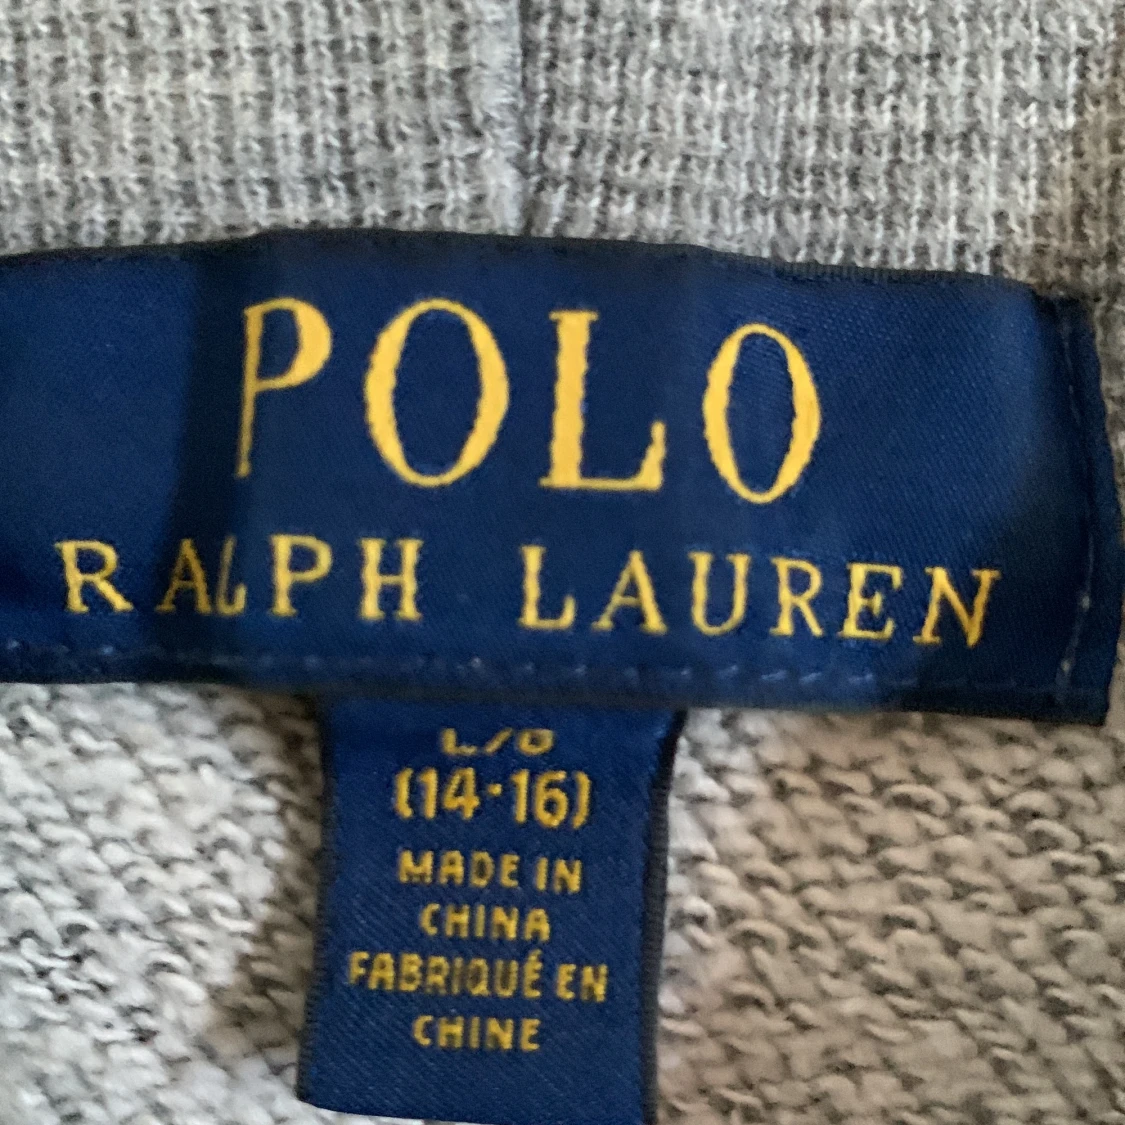 POLO
RALPH LAUREN
(14-16)
MADE IN
CHINA
FABRIQUÉ EN
CHINE